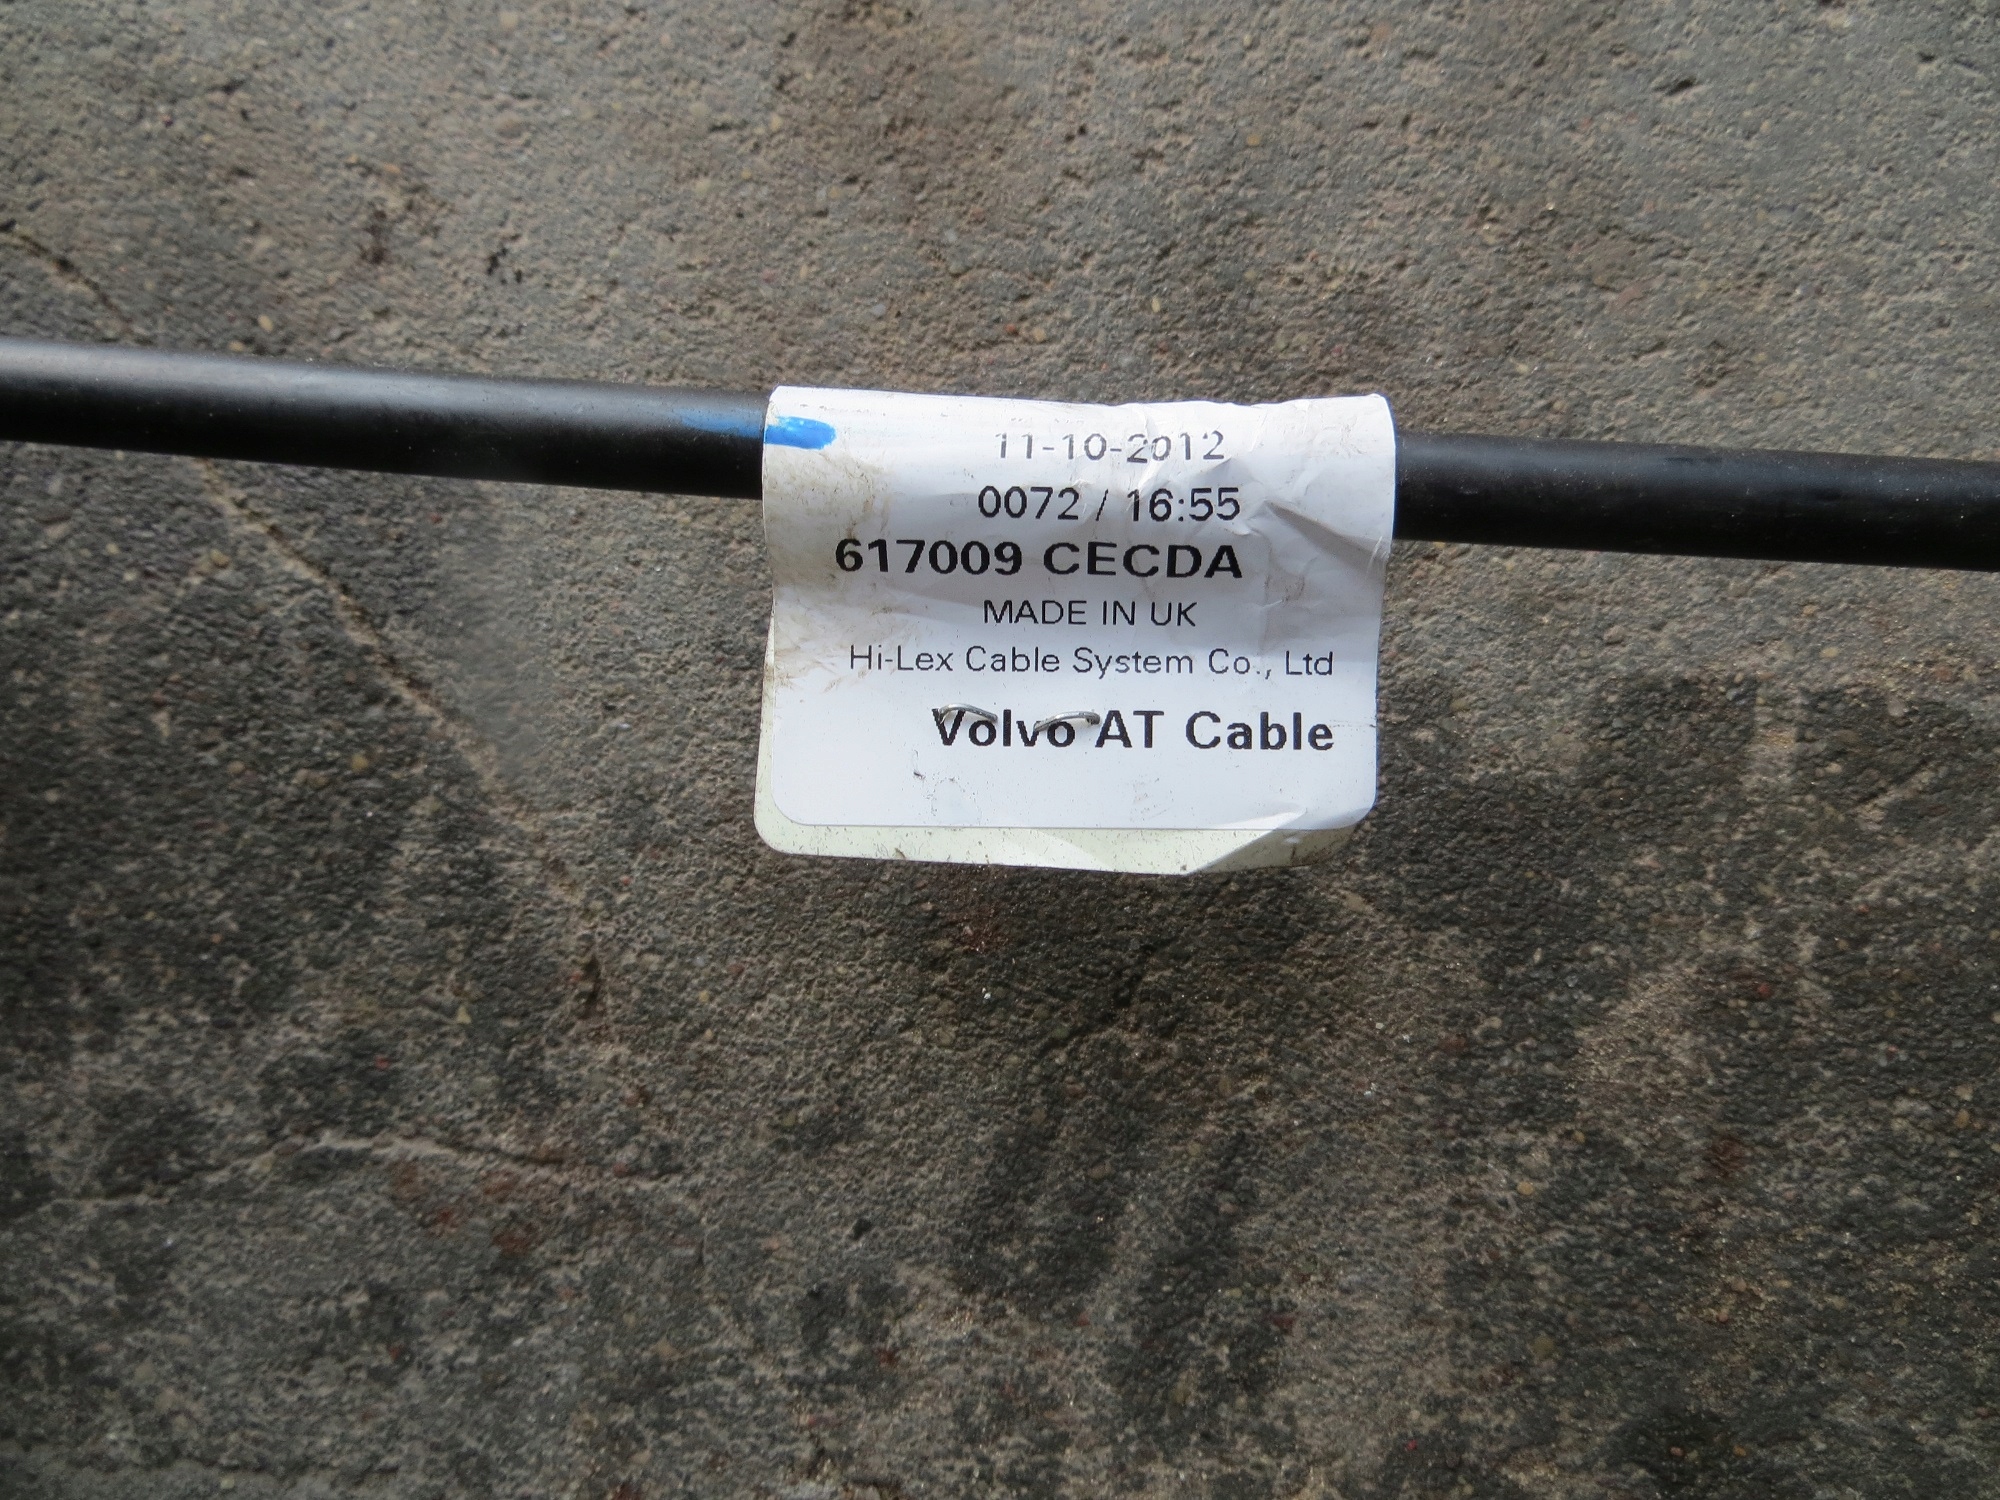 11-10-2012
0072 / 16:55
617009 CECDA
MADE IN UK
Hi-Lex Cable System Co., Ltd
Volvo AT Cable